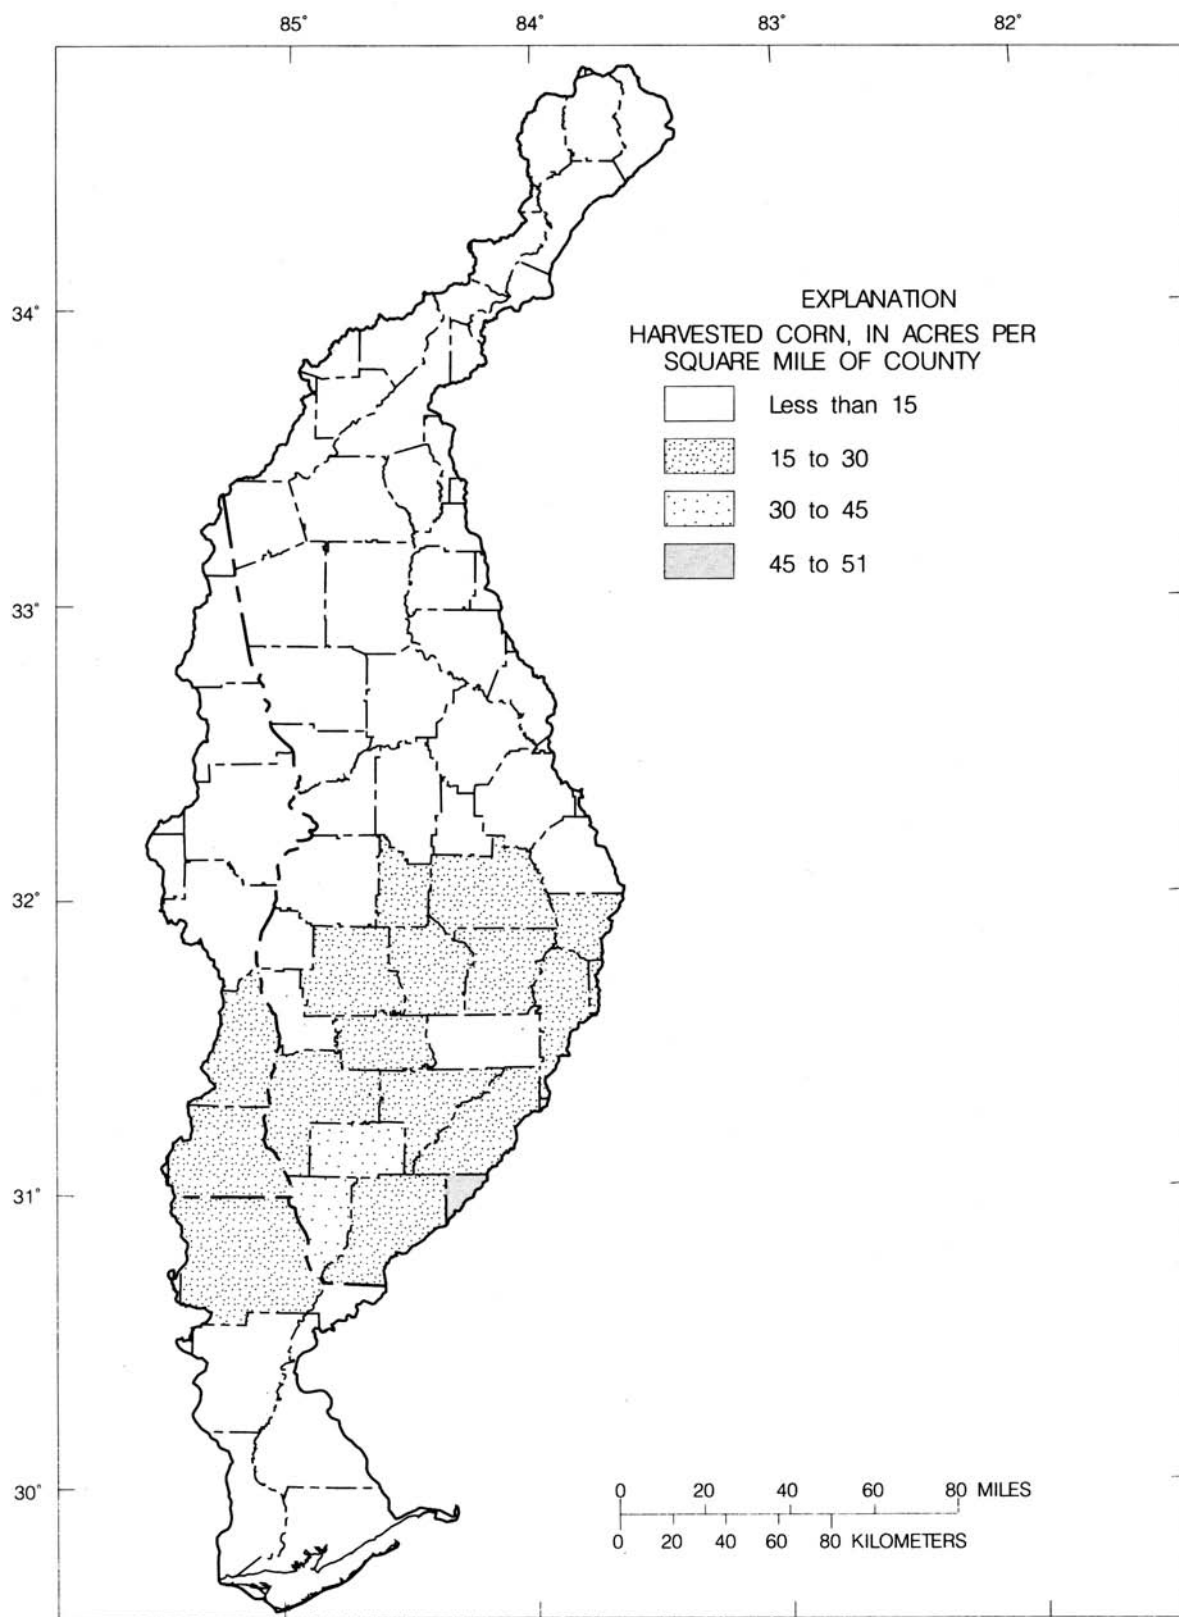 85° 84° 83° 82°
34°
33°
32°
31°
30°
EXPLANATION
HARVESTED CORN, IN ACRES PER
SQUARE MILE OF COUNTY
Less than 15
15 to 30
30 to 45
45 to 51
0 20 40 60 80 MILES
0 20 40 60 80 KILOMETERS